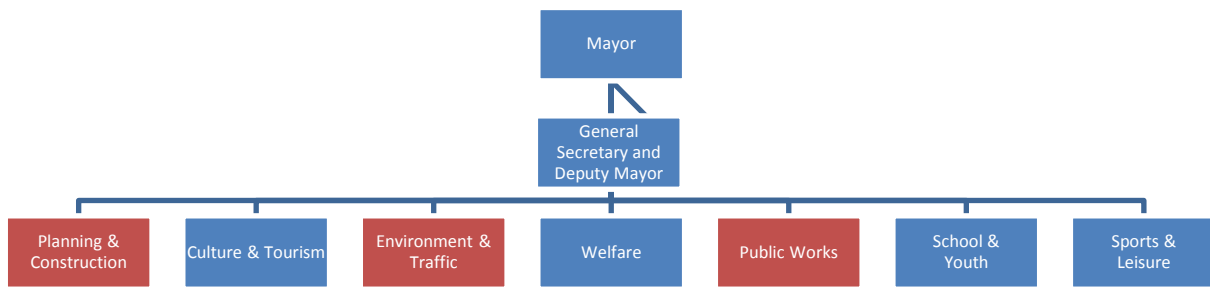 Mayor
General
Secretary and
Deputy Mayor
Planning &
Construction
Culture & Tourism
Environment &
Traffic
Welfare
Public Works
School &
Youth
Sports &
Leisure